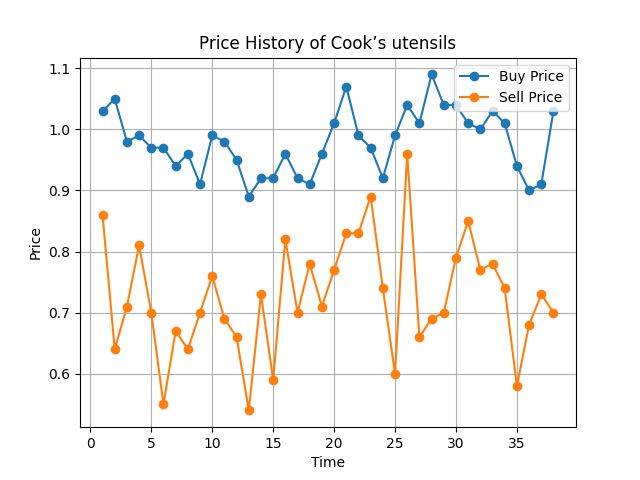 Price History of Cook’s utensils
Buy Price
Sell Price
Price
1.1
1.0
0.9
0.8
0.7
0.6
0 5 10 15 20 25 30 35
Time